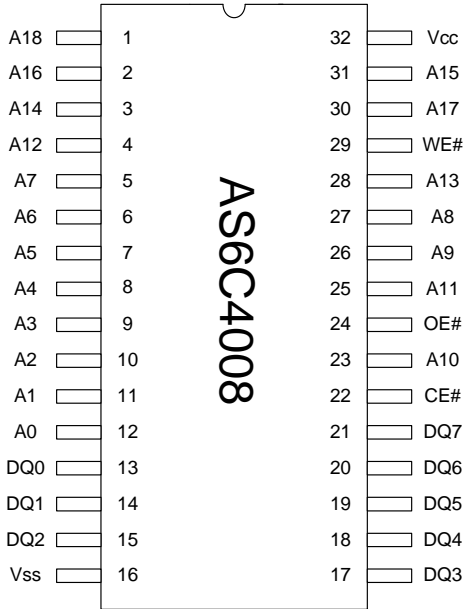 A18 1 32 Vcc
A16 2 31 A15
A14 3 30 A17
A12 4 29 WE#
A7 5 28 A13
A6 6 27 A8
A5 7 26 A9
A4 8 25 A11
A3 9 24 OE#
A2 10 23 A10
A1 11 22 CE#
A0 12 21 DQ7
DQ0 13 20 DQ6
DQ1 14 19 DQ5
DQ2 15 18 DQ4
Vss 16 17 DQ3
AS6C4008